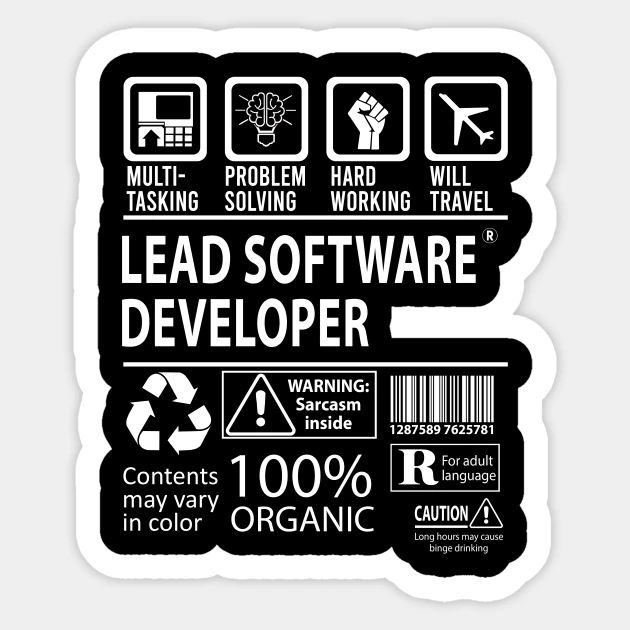 MULTI-
TASKING
PROBLEM
SOLVING
HARD
WORKING
WILL
TRAVEL
LEAD SOFTWARE®
DEVELOPER
Contents
may vary
in color
WARNING:
Sarcasm
inside
100%
ORGANIC
1287589 7625781
R For adult
language
CAUTION
Long hours may cause
binge drinking